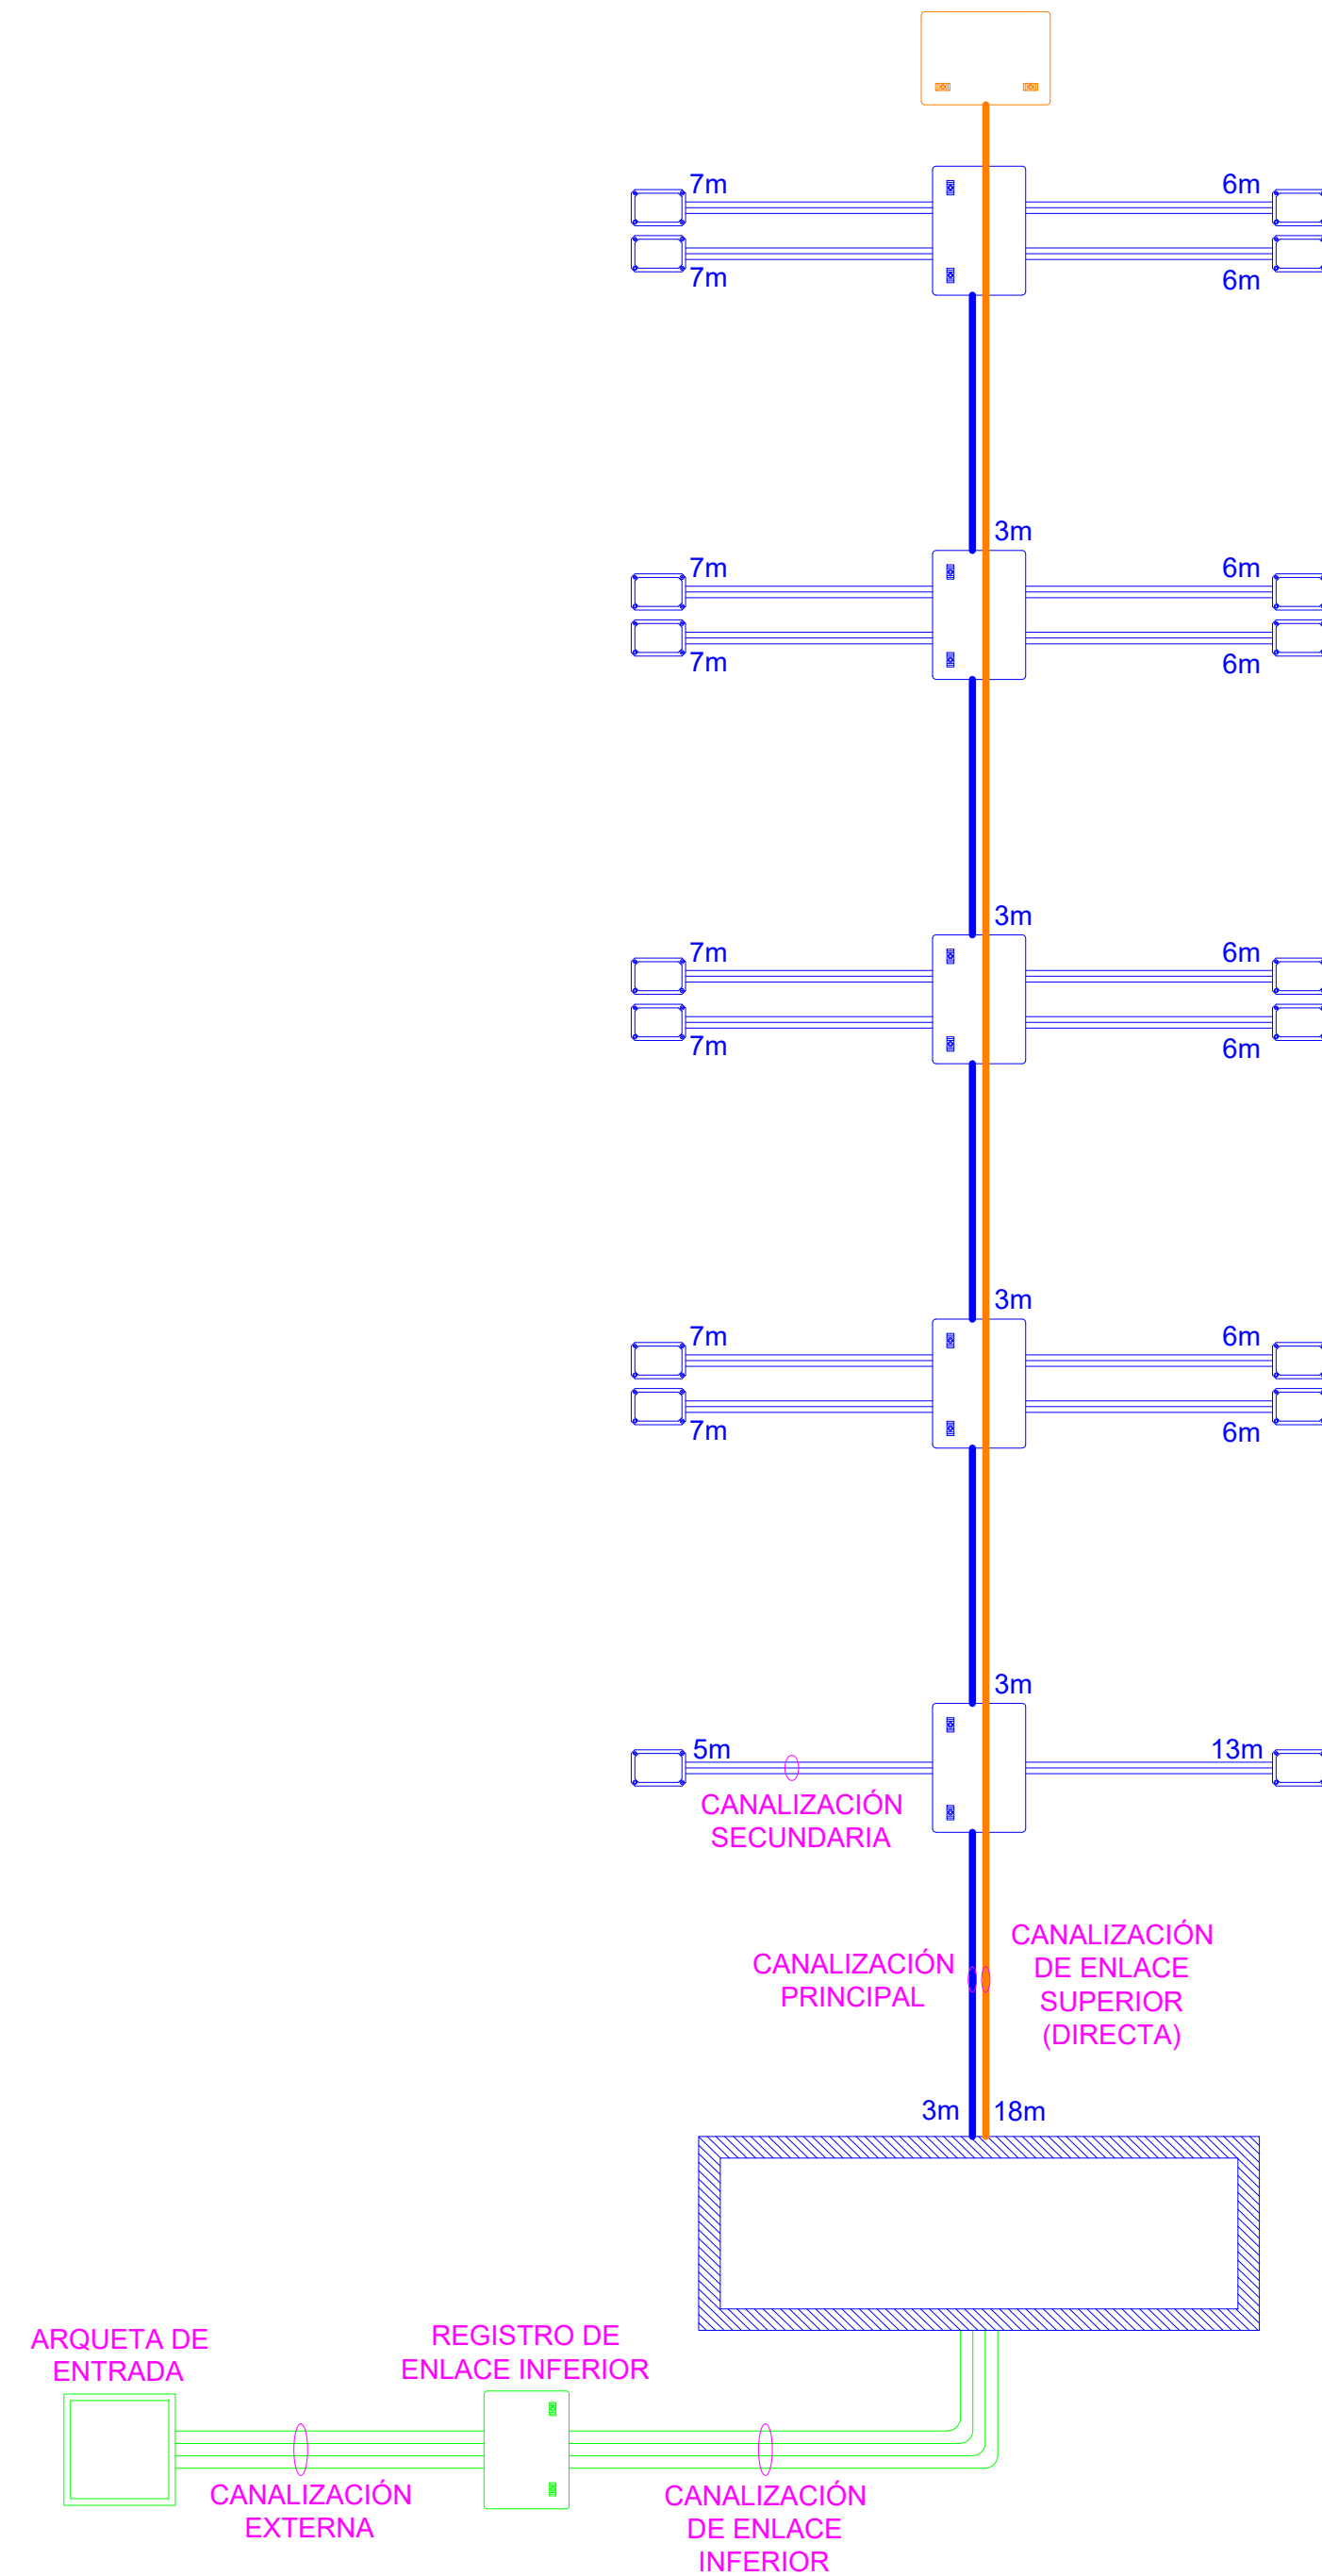 7m
6m
7m
6m
3m
7m
6m
7m
6m
3m
7m
6m
7m
6m
3m
7m
6m
7m
6m
3m
5m
13m
CANALIZACIÓN
SECUNDARIA
CANALIZACIÓN
PRINCIPAL
CANALIZACIÓN
DE ENLACE
SUPERIOR
(DIRECTA)
3m
18m
ARQUETA DE
ENTRADA
REGISTRO DE
ENLACE INFERIOR
CANALIZACIÓN
EXTERNA
CANALIZACIÓN
DE ENLACE
INFERIOR